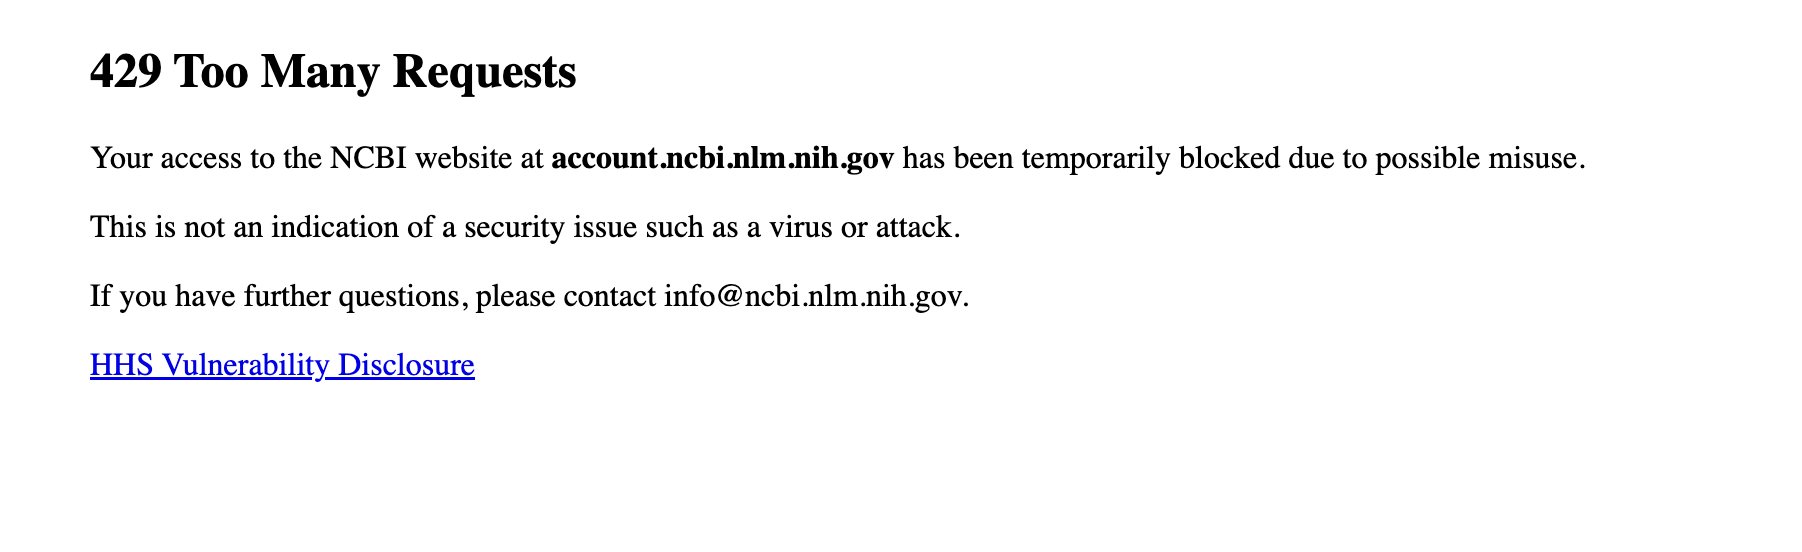 429 Too Many Requests
Your access to the NCBI website at account.ncbi.nlm.nih.gov has been temporarily blocked due to possible misuse.
This is not an indication of a security issue such as a virus or attack.
If you have further questions, please contact info@ncbi.nlm.nih.gov.
HHS Vulnerability Disclosure